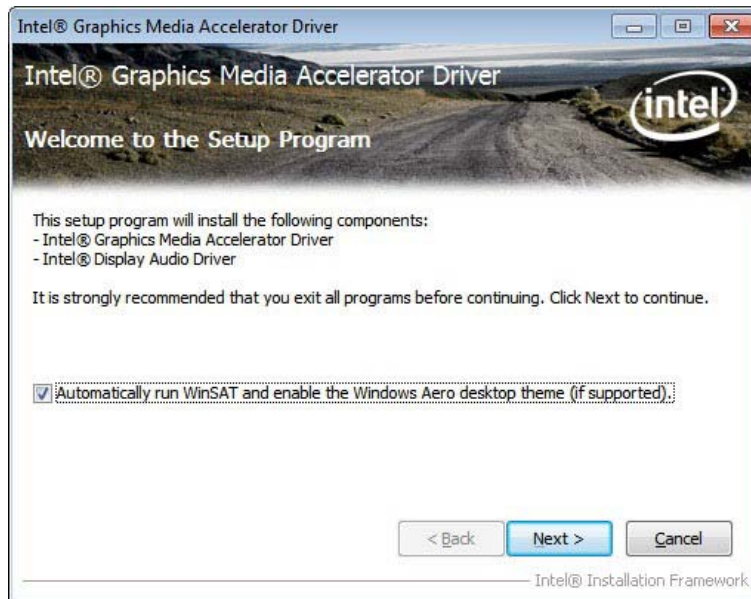 Intel® Graphics Media Accelerator Driver
Intel® Graphics Media Accelerator Driver
intel
Welcome to the Setup Program
This setup program will install the following components:
- Intel® Graphics Media Accelerator Driver
- Intel® Display Audio Driver
It is strongly recommended that you exit all programs before continuing. Click Next to continue.
Automatically run WinSAT and enable the Windows Aero desktop theme (if supported).
< Back Next > Cancel
Intel® Installation Framework